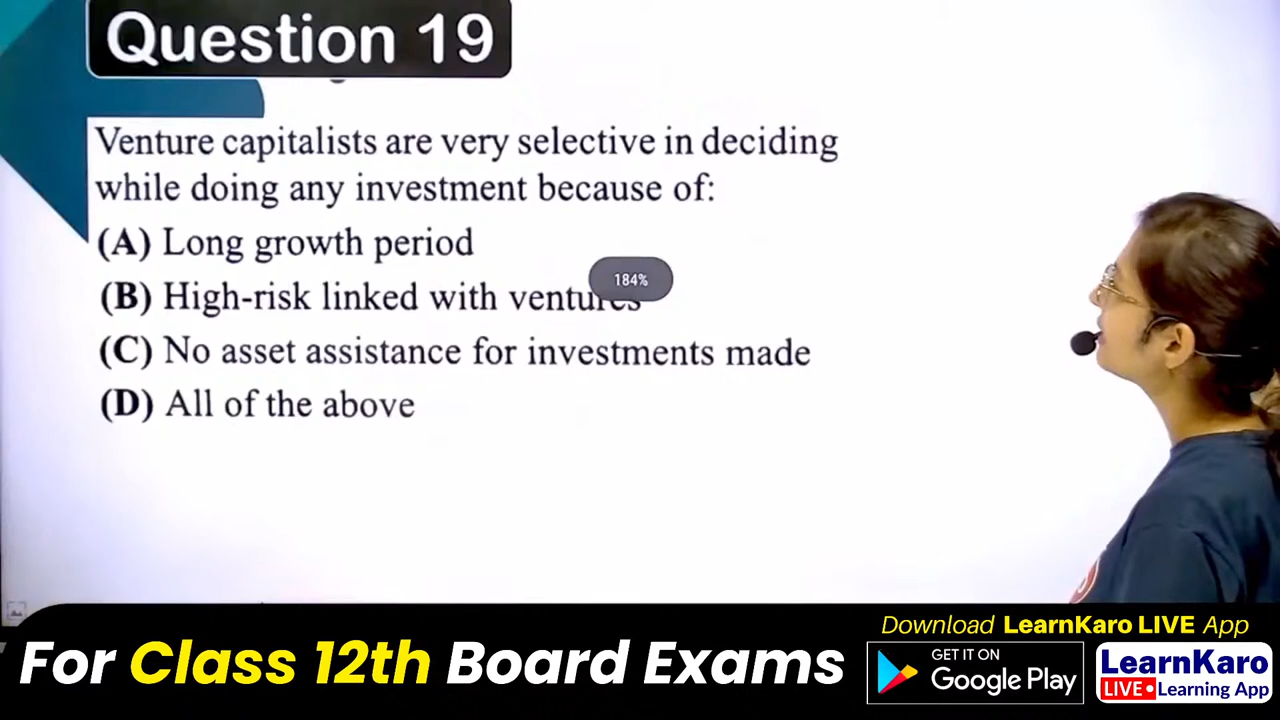 Question 19
Venture capitalists are very selective in deciding
while doing any investment because of:
(A) Long growth period
184%
(B) High-risk linked with ventures
(C) No asset assistance for investments made
(D) All of the above
Download LearnKaro LIVE App
For Class 12th Board Exams
GET IT ON
Google Play
LearnKaro
LIVE Learning App